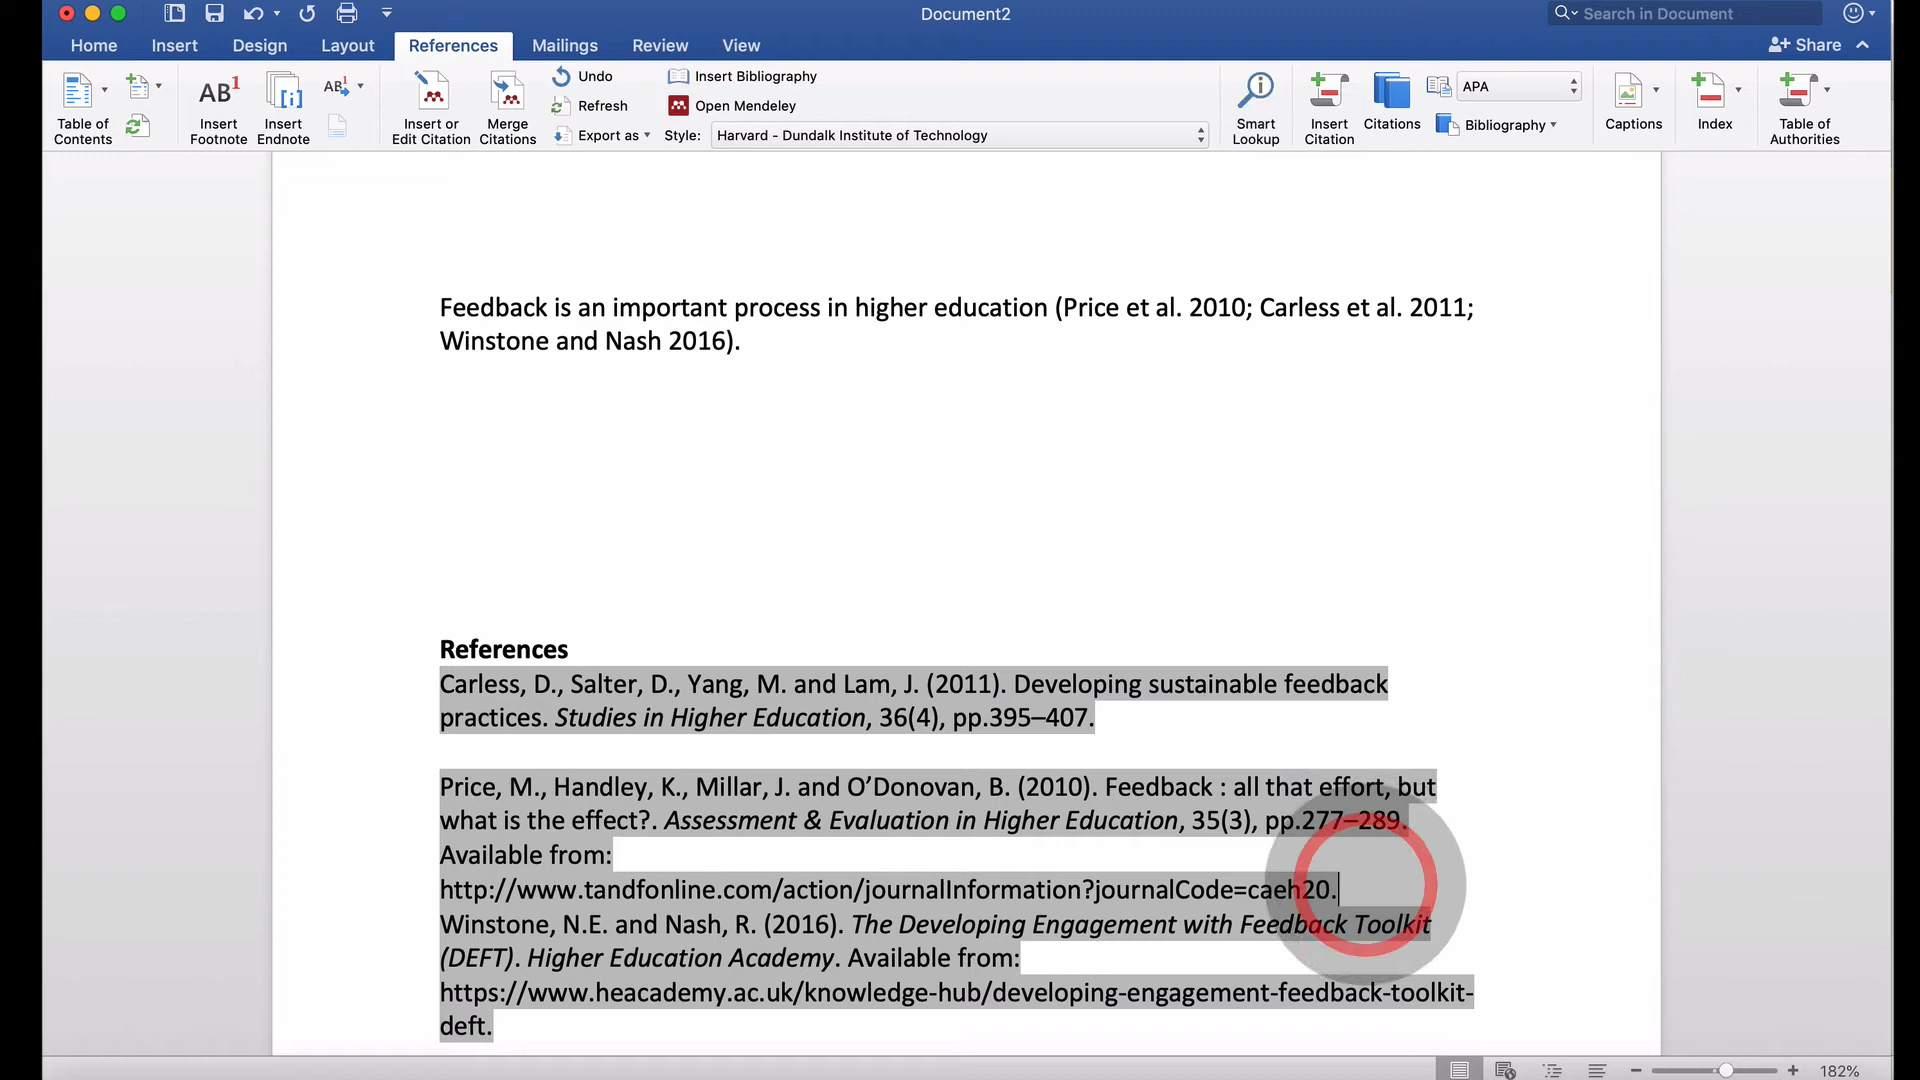 Document2
Search in Document
Home Insert Design Layout References Mailings Review View Share
Undo Insert Bibliography
Refresh Open Mendeley
Export as Style: Harvard - Dundalk Institute of Technology
Table of Contents
AB1 Insert Footnote
Insert Endnote
AB
Insert or Edit Citation
Merge Citations
Smart Lookup
Insert Citation
Citations
APA
Bibliography
Captions
Index
Table of Authorities
Feedback is an important process in higher education (Price et al. 2010; Carless et al. 2011;
Winstone and Nash 2016).
References
Carless, D., Salter, D., Yang, M. and Lam, J. (2011). Developing sustainable feedback
practices. Studies in Higher Education, 36(4), pp.395–407.
Price, M., Handley, K., Millar, J. and O’Donovan, B. (2010). Feedback : all that effort, but
what is the effect?. Assessment & Evaluation in Higher Education, 35(3), pp.277–289.
Available from:
http://www.tandfonline.com/action/journalInformation?journalCode=caeh20.
Winstone, N.E. and Nash, R. (2016). The Developing Engagement with Feedback Toolkit
(DEFT). Higher Education Academy. Available from:
https://www.heacademy.ac.uk/knowledge-hub/developing-engagement-feedback-toolkit-
deft.
182%